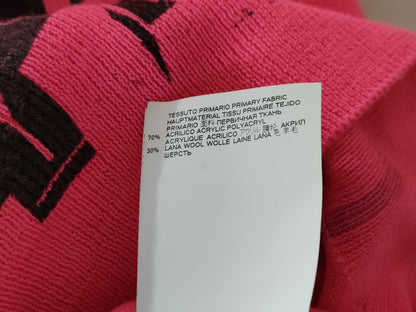 TESSUTO PRIMARIO PRIMARY FABRIC
HAUPTMATERIAL TISSU PRIMAIRE TEJIDO
PRIMARIO 面料 ПЕРВИЧНАЯ ТКАНЬ
70% ACRILICO ACRYLIC POLYACRYL
ACRYLIQUE ACRILICO アクリル 腈纶 АКРИЛ
30% LANA WOOL WOLLE LAINE LANA 毛 羊毛
ШЕРСТЬ